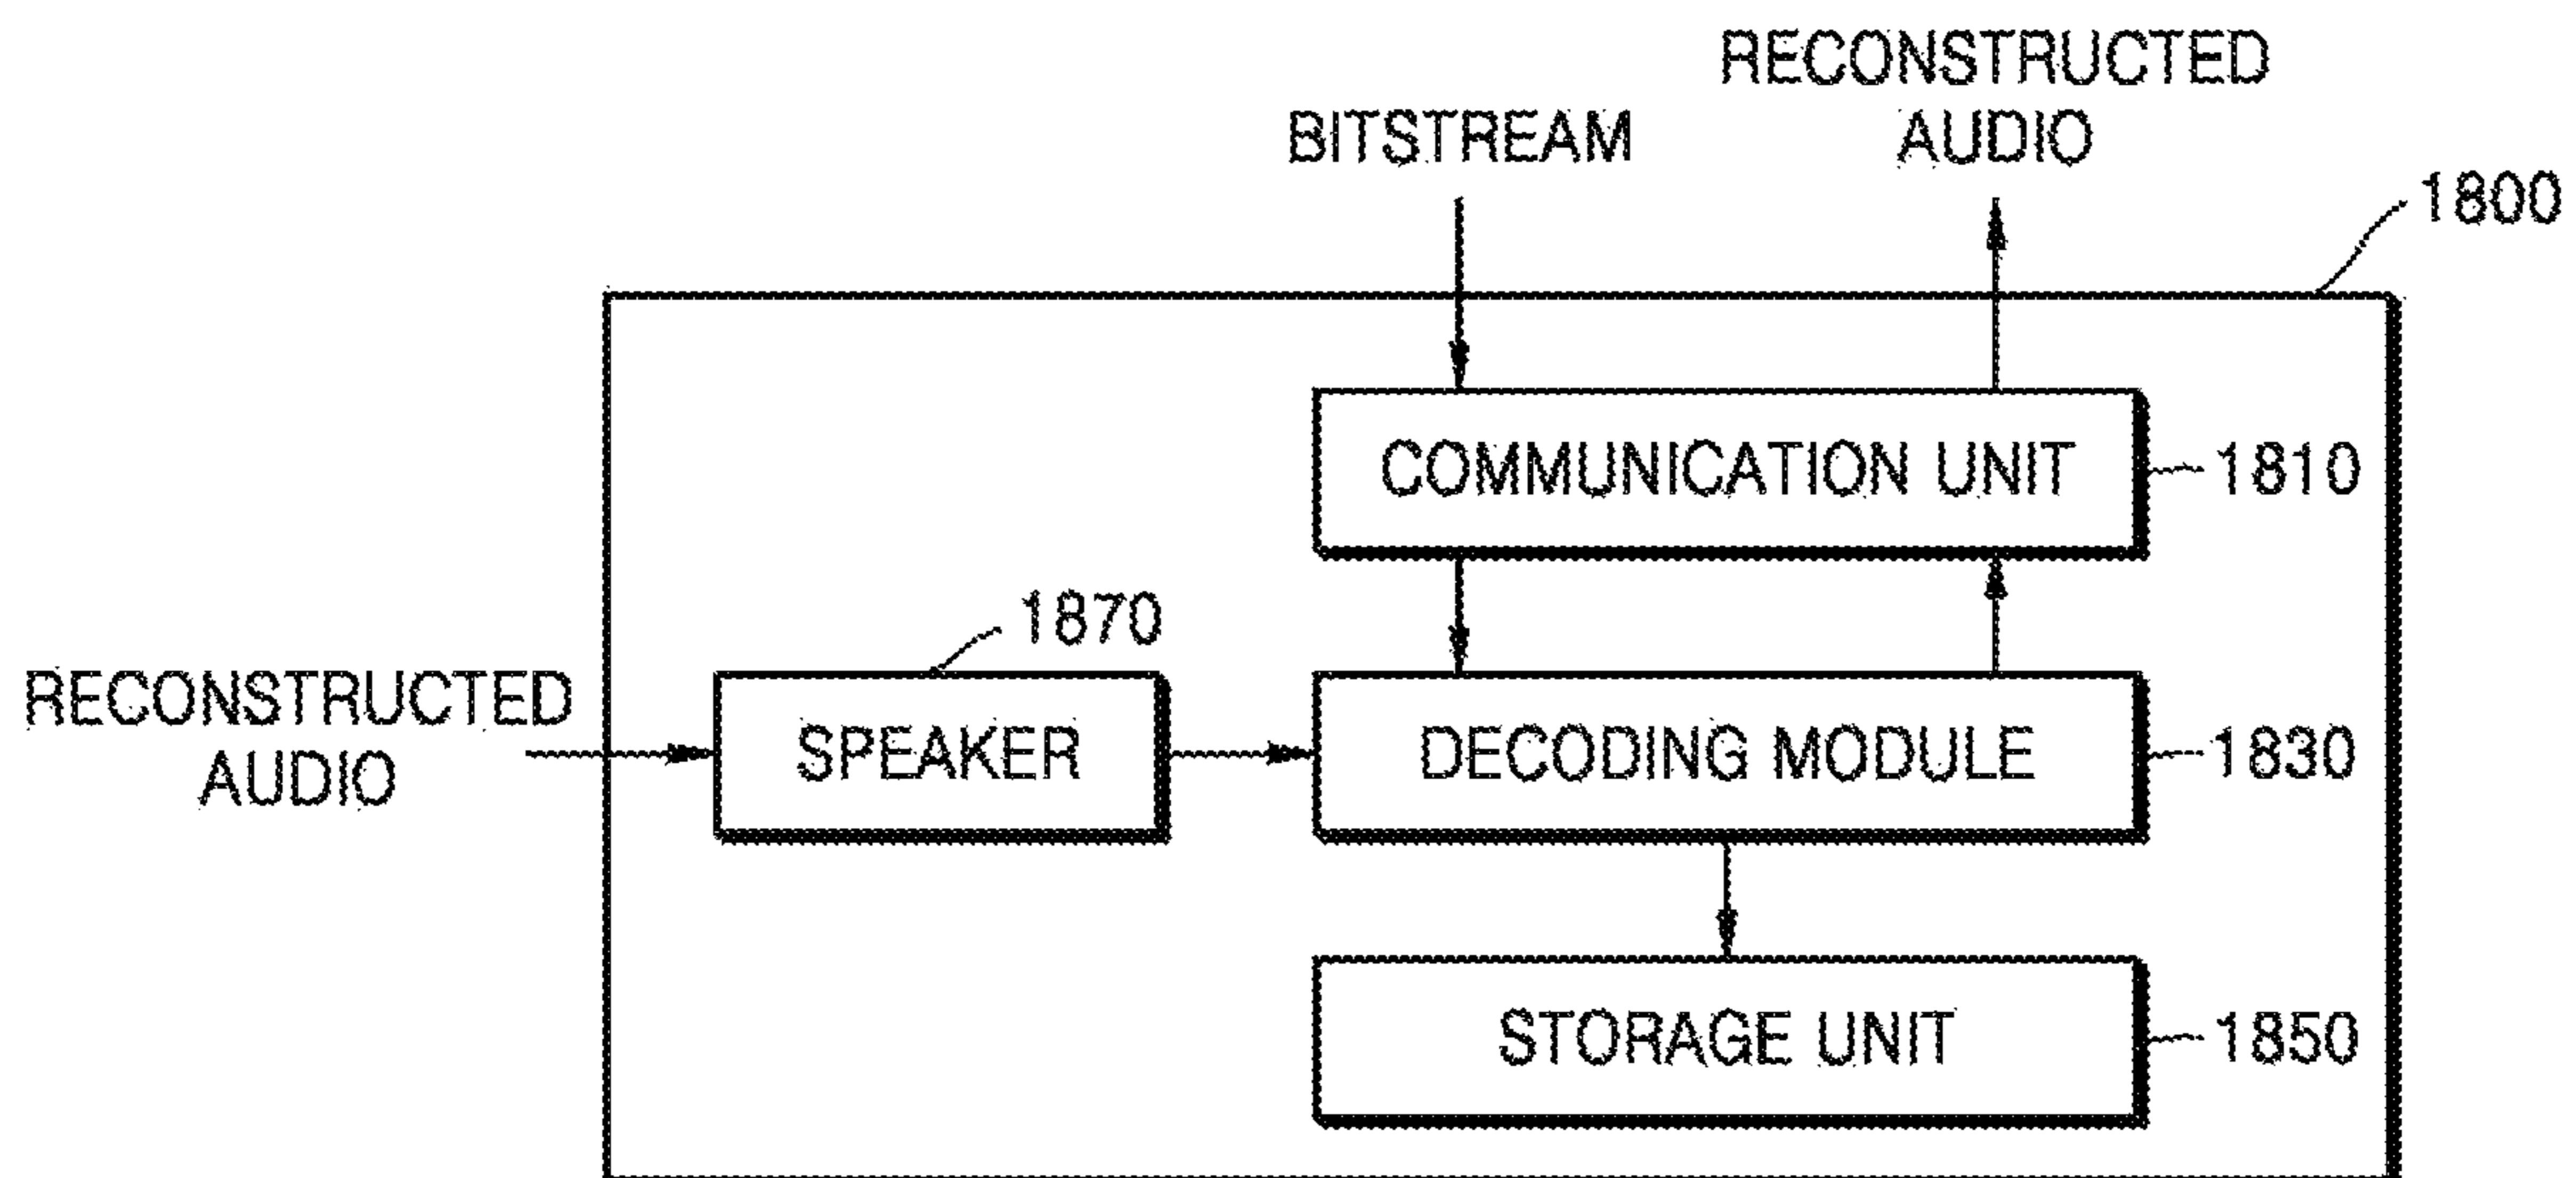 RECONSTRUCTED
AUDIO
BITSTREAM
1800
COMMUNICATION UNIT
1810
1870
RECONSTRUCTED
AUDIO
SPEAKER
DECODING MODULE
1830
STORAGE UNIT
1850